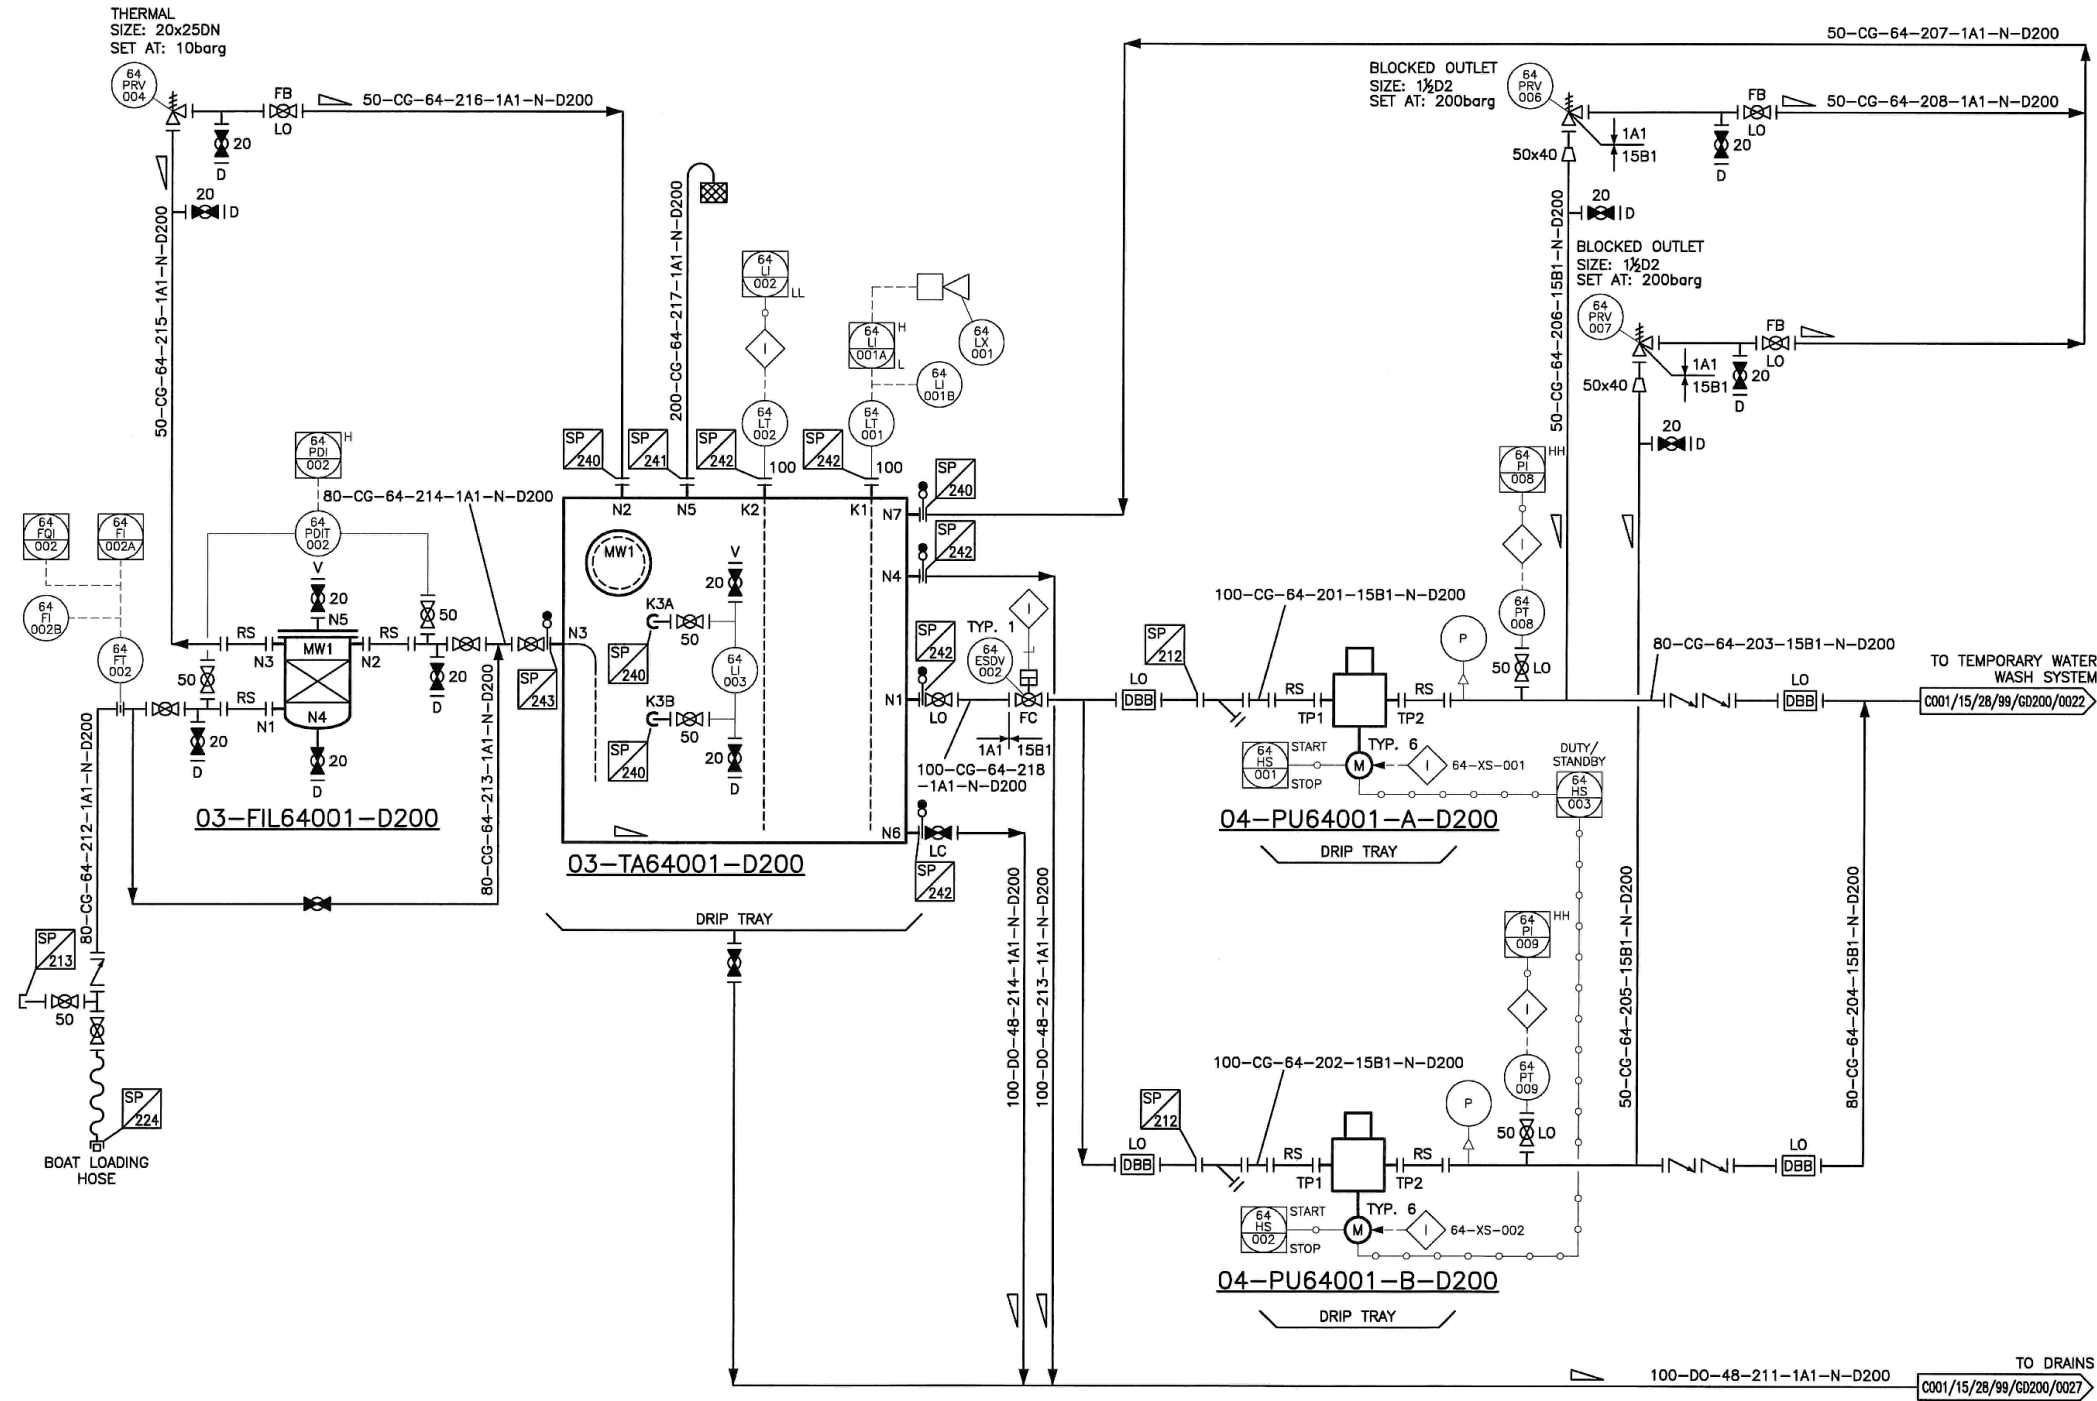 THERMAL
SIZE: 20x25DN
SET AT: 10barg
64
PRV
004
FB
LO
50-CG-64-216-1A1-N-D200
20
D
20
D
50-CG-64-215-1A1-N-D200
200-CG-64-217-1A1-N-D200
64
LI
002
LL
I
64
LT
002
64
LI
001A
H
L
64
LX
001
64
LI
001B
64
LT
001
50-CG-64-207-1A1-N-D200
BLOCKED OUTLET
SIZE: 1½D2
SET AT: 200barg
64
PRV
006
FB
LO
50-CG-64-208-1A1-N-D200
1A1
15B1
50x40
20
D
20
D
50-CG-64-206-15B1-N-D200
BLOCKED OUTLET
SIZE: 1½D2
SET AT: 200barg
64
PRV
007
FB
LO
1A1
15B1
50x40
20
D
20
D
64
PDI
002
H
80-CG-64-214-1A1-N-D200
64
PDIT
002
64
FQI
002
64
FI
002A
64
FI
002B
64
FT
002
V
20
N5
MW1
RS
N3
RS
N2
50
20
D
50
RS
N1
N4
20
D
20
D
03-FIL64001-D200
80-CG-64-212-1A1-N-D200
80-CG-64-213-1A1-N-D200
SP
213
50
SP
224
BOAT LOADING
HOSE
SP
240
SP
241
SP
242
100
SP
242
100
N2
N5
K2
K1
N7
SP
240
SP
242
N4
MW1
N3
SP
243
V
20
K3A
50
SP
240
64
LI
003
K3B
50
SP
240
20
D
N1
SP
242
LO
TYP. 1
64
ESDV
002
I
FC
1A1
15B1
100-CG-64-218
-1A1-N-D200
N6
LC
SP
242
03-TA64001-D200
DRIP TRAY
100-DO-48-214-1A1-N-D200
100-DO-48-213-1A1-N-D200
LO
DBB
SP
212
100-CG-64-201-15B1-N-D200
RS
TP1
RS
TP2
P
64
PI
008
HH
I
64
PT
008
50
LO
80-CG-64-203-15B1-N-D200
LO
DBB
TO TEMPORARY WATER
WASH SYSTEM
C001/15/28/99/GD200/0022
64
HS
001
START
STOP
M
TYP. 6
I
64-XS-001
DUTY/
STANDBY
64
HS
003
04-PU64001-A-D200
DRIP TRAY
64
PI
009
HH
I
64
PT
009
50
LO
50-CG-64-205-15B1-N-D200
80-CG-64-204-15B1-N-D200
100-CG-64-202-15B1-N-D200
SP
212
LO
DBB
RS
TP1
RS
TP2
P
LO
DBB
64
HS
002
START
STOP
M
TYP. 6
I
64-XS-002
04-PU64001-B-D200
DRIP TRAY
100-DO-48-211-1A1-N-D200
TO DRAINS
C001/15/28/99/GD200/0027